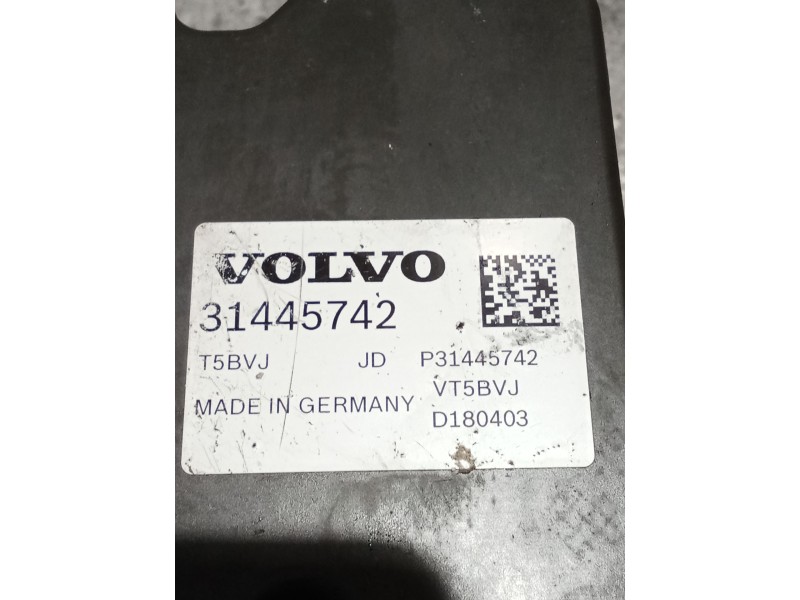 VOLVO
31445742
T5BVJ JD P31445742
VT5BVJ
MADE IN GERMANY
D180403